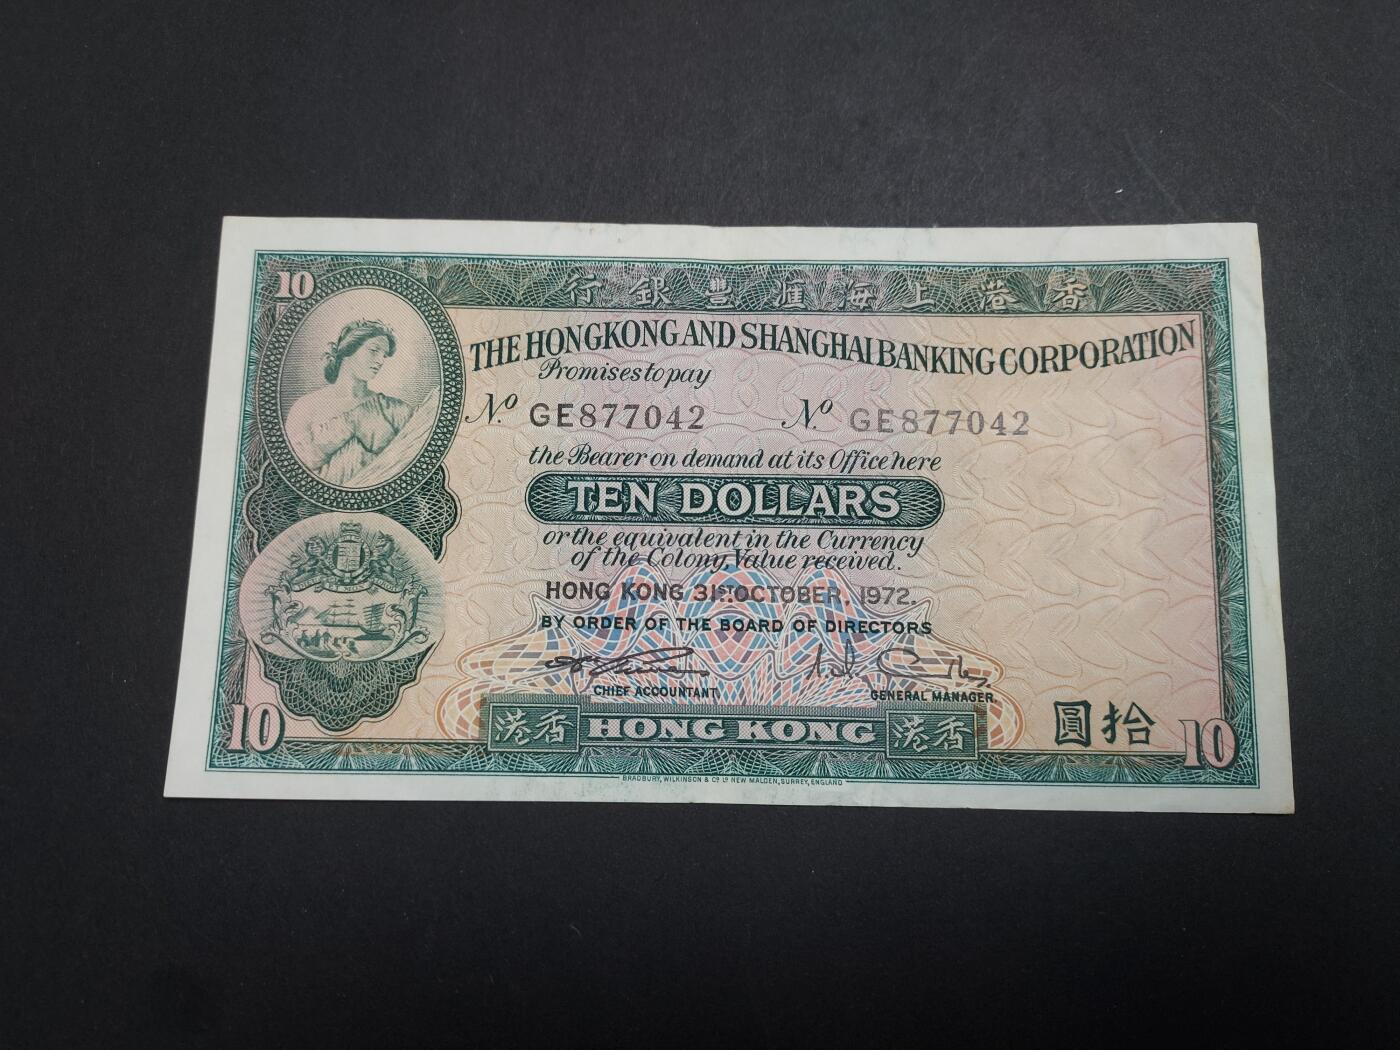 10
行銀豐滙海上港香
THE HONGKONG AND SHANGHAI BANKING CORPORATION
Promises to pay
No. GE877042 No. GE877042
the Bearer on demand at its Office here
TEN DOLLARS
or the equivalent in the Currency
of the Colony, Value received.
HONG KONG 31ST OCTOBER, 1972.
BY ORDER OF THE BOARD OF DIRECTORS
CHIEF ACCOUNTANT. GENERAL MANAGER.
10 港香 HONG KONG 港香 圓拾 10
BRADBURY, WILKINSON & Co. Ld. NEW MALDEN, SURREY, ENGLAND